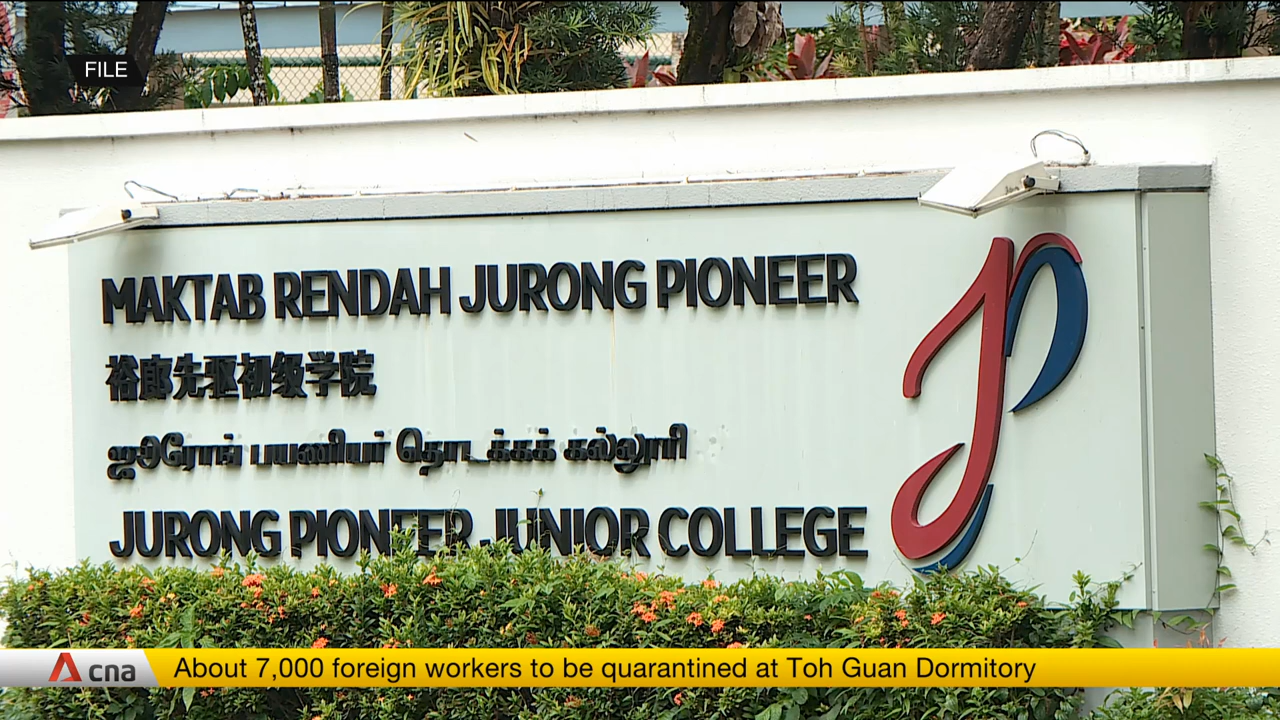 FILE
MAKTAB RENDAH JURONG PIONEER
裕廊先驱初级学院
ஜூரோங் பயனியர் தொடக்கக் கல்லூரி
JURONG PIONEER JUNIOR COLLEGE
cna About 7,000 foreign workers to be quarantined at Toh Guan Dormitory